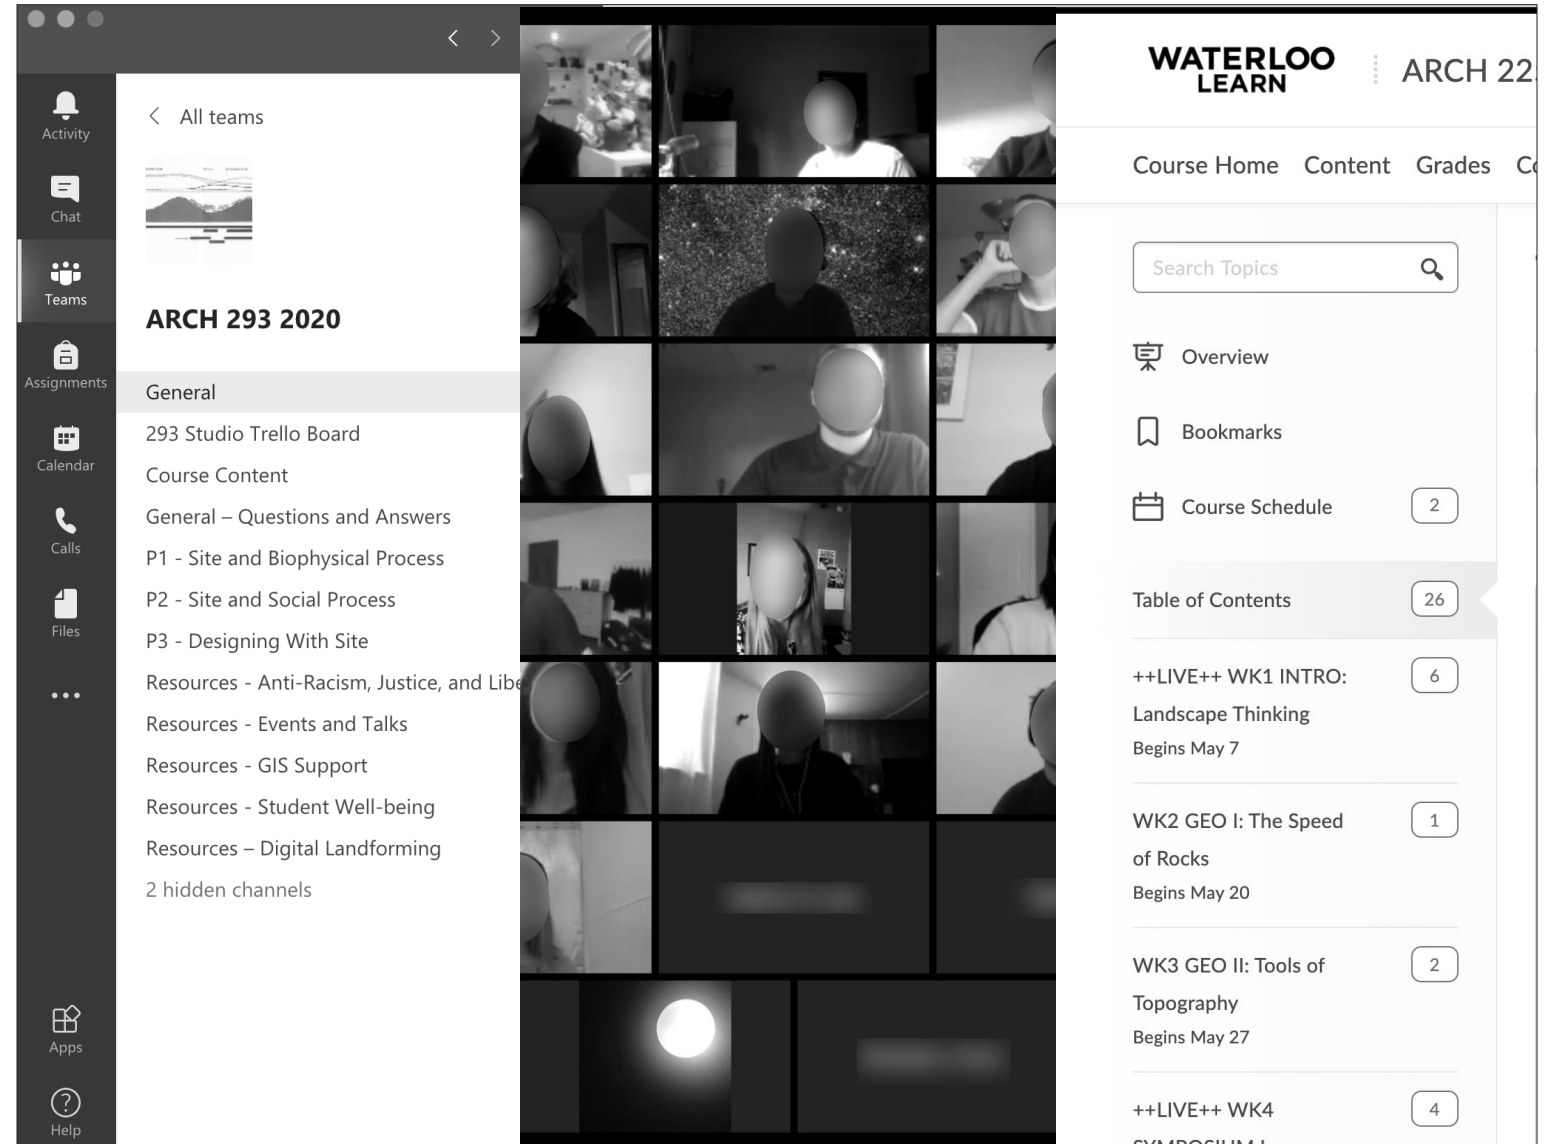 Activity
Chat
Teams
Assignments
Calendar
Calls
Files
Apps
Help
All teams
ARCH 293 2020
General
293 Studio Trello Board
Course Content
General – Questions and Answers
P1 - Site and Biophysical Process
P2 - Site and Social Process
P3 - Designing With Site
Resources - Anti-Racism, Justice, and Libe
Resources - Events and Talks
Resources - GIS Support
Resources - Student Well-being
Resources – Digital Landforming
2 hidden channels
WATERLOO
LEARN
ARCH 22
Course Home Content Grades Co
Search Topics
Overview
Bookmarks
Course Schedule 2
Table of Contents 26
++LIVE++ WK1 INTRO: 6
Landscape Thinking
Begins May 7
WK2 GEO I: The Speed 1
of Rocks
Begins May 20
WK3 GEO II: Tools of 2
Topography
Begins May 27
++LIVE++ WK4 4
SYMPOSIUM I